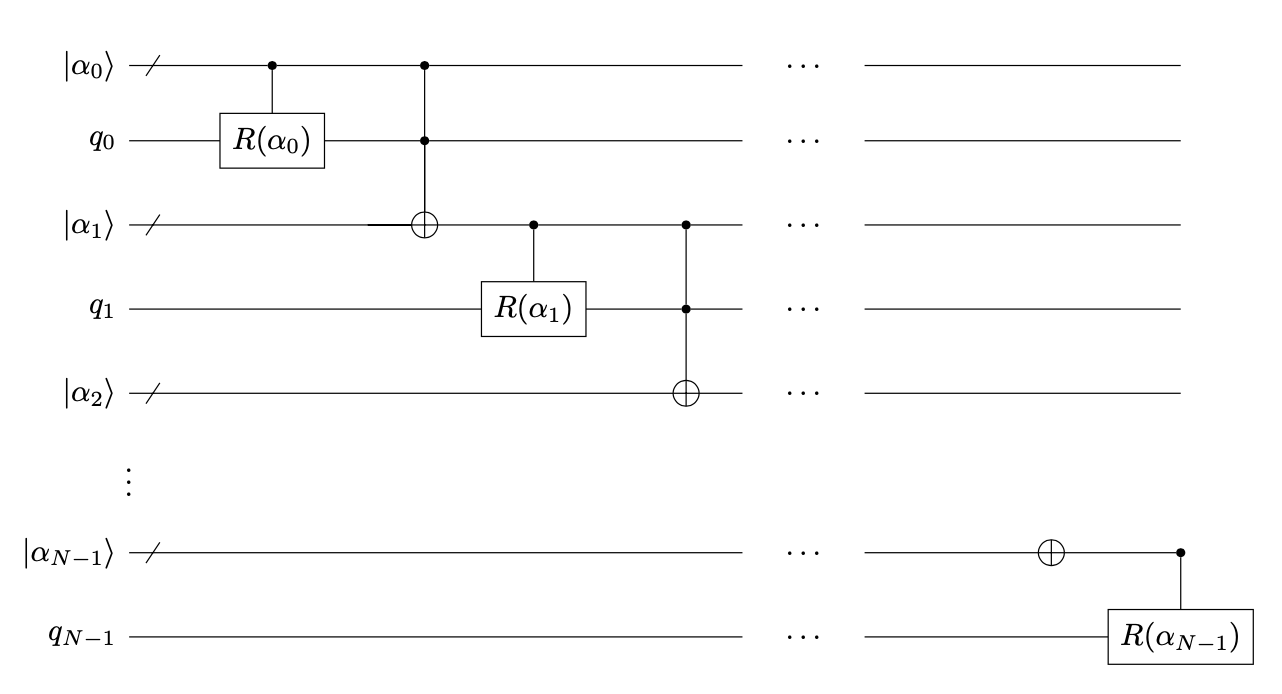 |α₀⟩ ···
q₀ R(α₀) ···
|α₁⟩ ···
q₁ R(α₁) ···
|α₂⟩ ···
⋮
|α_{N−1}⟩ ···
q_{N−1} ··· R(α_{N−1})